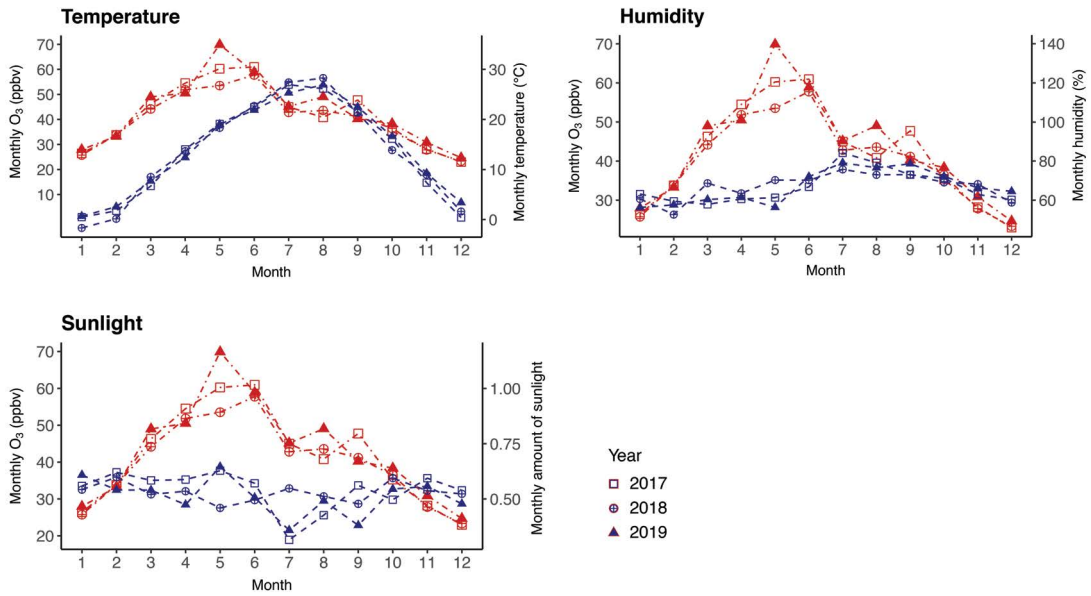 Temperature
70
60
50
40
30
20
10
Monthly O3 (ppbv)
30
20
10
0
Monthly temperature (°C)
1 2 3 4 5 6 7 8 9 10 11 12
Month
Humidity
70
60
50
40
30
Monthly O3 (ppbv)
140
120
100
80
60
Monthly humidity (%)
1 2 3 4 5 6 7 8 9 10 11 12
Month
Sunlight
70
60
50
40
30
20
Monthly O3 (ppbv)
1.00
0.75
0.50
Monthly amount of sunlight
1 2 3 4 5 6 7 8 9 10 11 12
Month
Year
2017
2018
2019